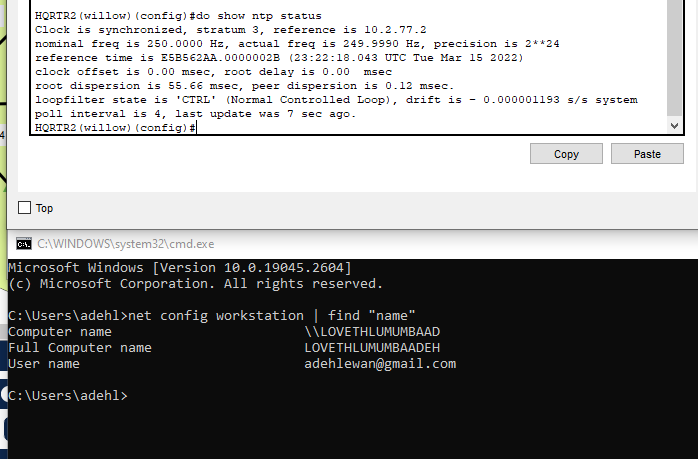 HQRTR2(willow)(config)#do show ntp status
Clock is synchronized, stratum 3, reference is 10.2.77.2
nominal freq is 250.0000 Hz, actual freq is 249.9990 Hz, precision is 2**24
reference time is E5B562AA.0000002B (23:22:18.043 UTC Tue Mar 15 2022)
clock offset is 0.00 msec, root delay is 0.00  msec
root dispersion is 55.66 msec, peer dispersion is 0.12 msec.
loopfilter state is 'CTRL' (Normal Controlled Loop), drift is - 0.000001193 s/s system
poll interval is 4, last update was 7 sec ago.
HQRTR2(willow)(config)#
4
Copy Paste
Top
C:\WINDOWS\system32\cmd.exe
Microsoft Windows [Version 10.0.19045.2604]
(c) Microsoft Corporation. All rights reserved.
C:\Users\adehl>net config workstation | find "name"
Computer name \\LOVETHLUMUMBAAD
Full Computer name LOVETHLUMUMBAADEH
User name adehlewan@gmail.com
C:\Users\adehl>